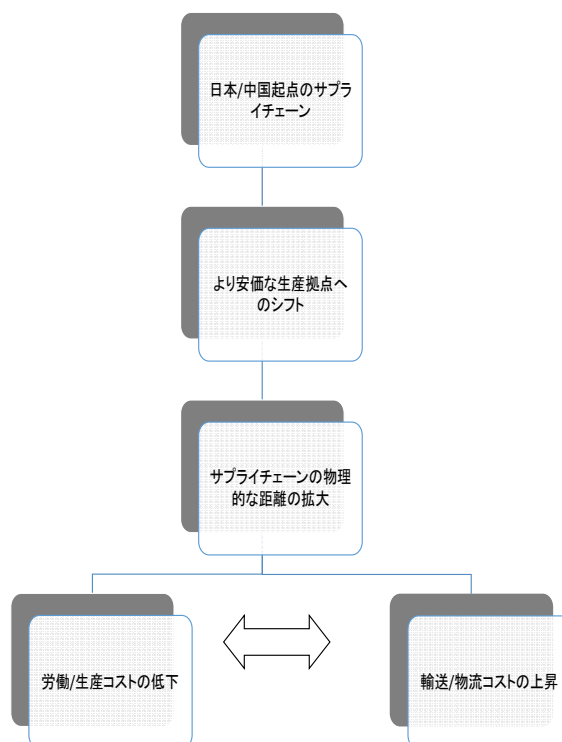 日本/中国起点のサプラ
イチェーン
より安価な生産拠点へ
のシフト
サプライチェーンの物理
的な距離の拡大
労働/生産コストの低下
輸送/物流コストの上昇